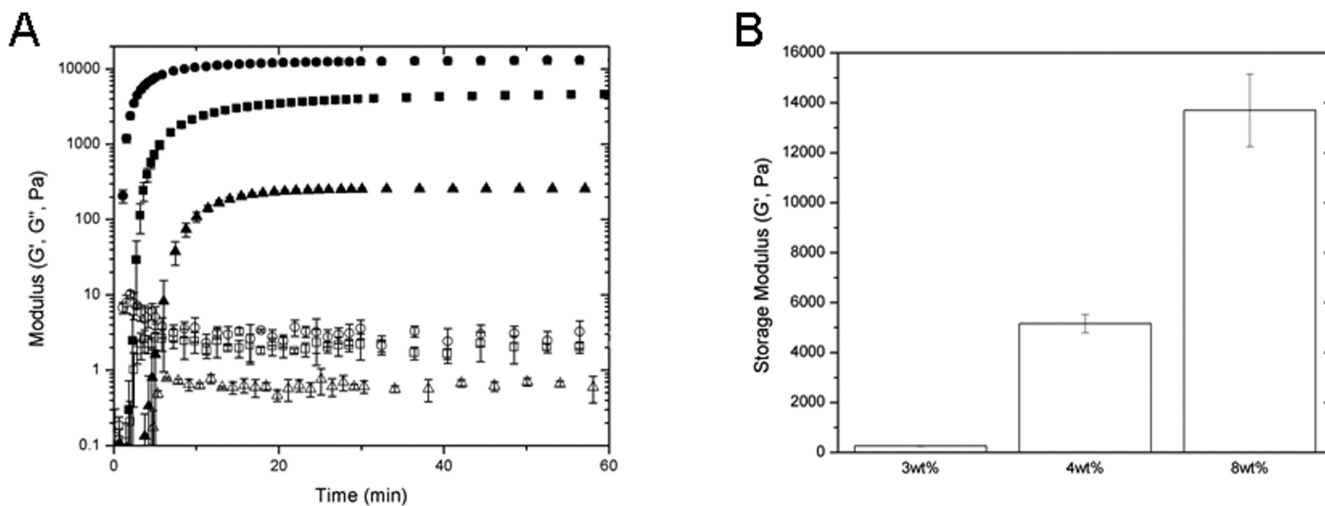 A
Modulus (G', G", Pa)
10000
1000
100
10
1
0.1
0
20
40
60
Time (min)
B
Storage Modulus (G', Pa)
16000
14000
12000
10000
8000
6000
4000
2000
0
3wt%
4wt%
8wt%